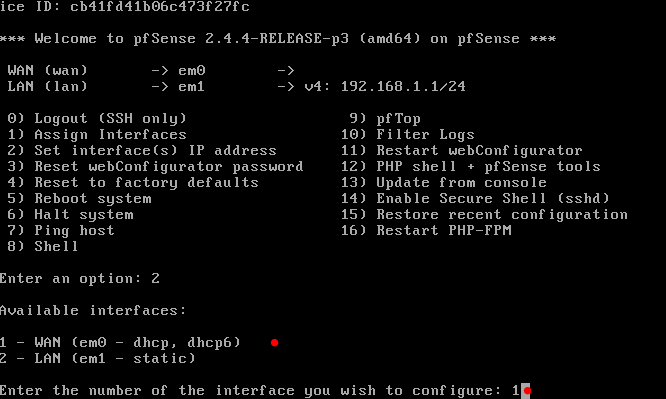 ice ID: cb41fd41b06c473f27fc
*** Welcome to pfSense 2.4.4-RELEASE-p3 (amd64) on pfSense ***
WAN (wan) -> em0 ->
LAN (lan) -> em1 -> v4: 192.168.1.1/24
0) Logout (SSH only) 9) pfTop
1) Assign Interfaces 10) Filter Logs
2) Set interface(s) IP address 11) Restart webConfigurator
3) Reset webConfigurator password 12) PHP shell + pfSense tools
4) Reset to factory defaults 13) Update from console
5) Reboot system 14) Enable Secure Shell (sshd)
6) Halt system 15) Restore recent configuration
7) Ping host 16) Restart PHP-FPM
8) Shell
Enter an option: 2
Available interfaces:
1 - WAN (em0 - dhcp, dhcp6)
2 - LAN (em1 - static)
Enter the number of the interface you wish to configure: 1